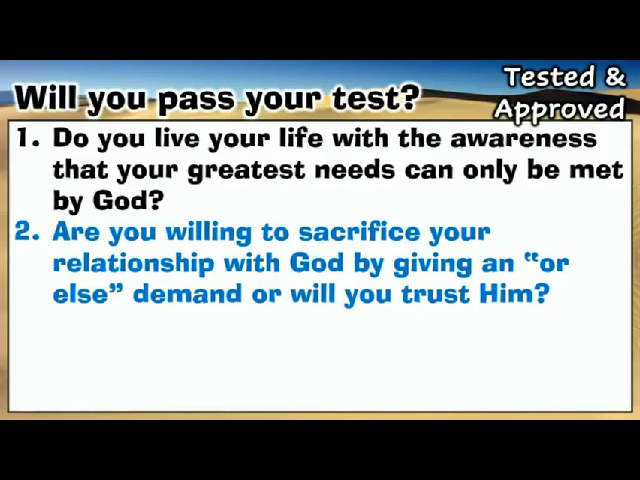 Tested &
Approved
Will you pass your test?
1. Do you live your life with the awareness
that your greatest needs can only be met
by God?
2. Are you willing to sacrifice your
relationship with God by giving an “or
else” demand or will you trust Him?